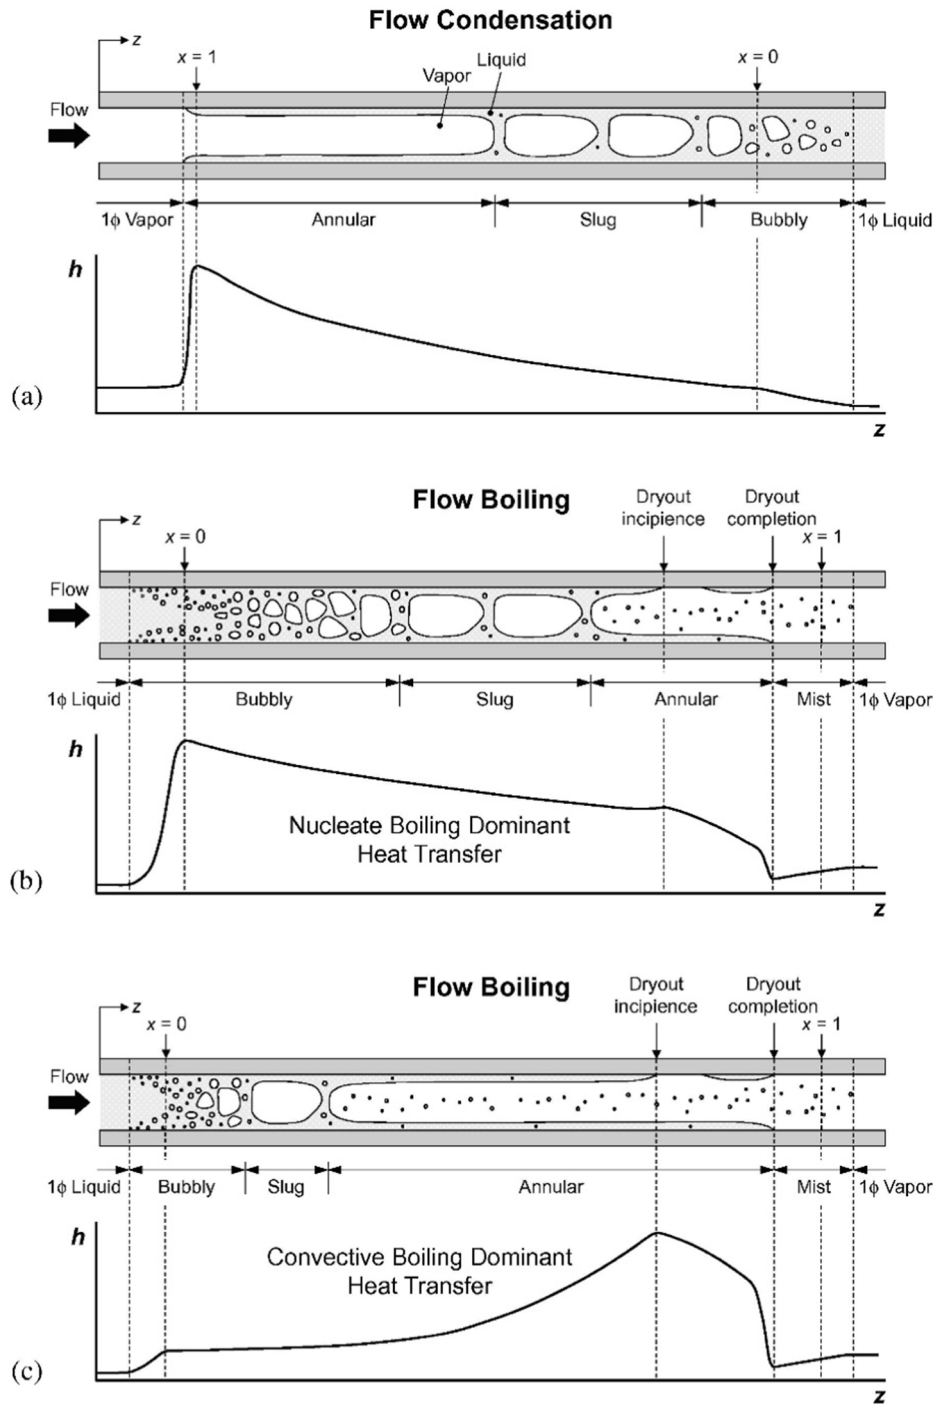 Flow Condensation
z
x = 1
x = 0
Liquid
Vapor
Flow
1ϕ Vapor
Annular
Slug
Bubbly
1ϕ Liquid
h
(a)
z
Flow Boiling
Dryout
incipience
Dryout
completion
z
x = 0
x = 1
Flow
1ϕ Liquid
Bubbly
Slug
Annular
Mist
1ϕ Vapor
h
Nucleate Boiling Dominant
Heat Transfer
(b)
z
Flow Boiling
Dryout
incipience
Dryout
completion
z
x = 0
x = 1
Flow
1ϕ Liquid
Bubbly
Slug
Annular
Mist
1ϕ Vapor
h
Convective Boiling Dominant
Heat Transfer
(c)
z